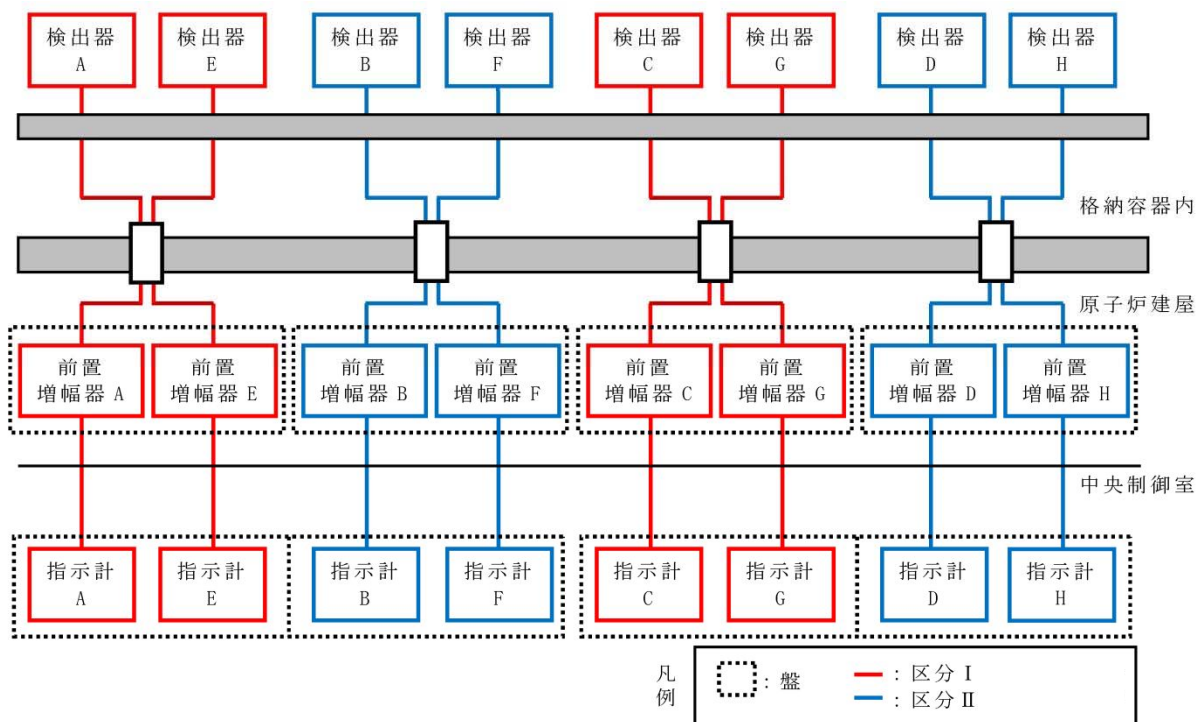 検出器
A
検出器
E
検出器
B
検出器
F
検出器
C
検出器
G
検出器
D
検出器
H
格納容器内
原子炉建屋
前置
増幅器 A
前置
増幅器 E
前置
増幅器 B
前置
増幅器 F
前置
増幅器 C
前置
増幅器 G
前置
増幅器 D
前置
増幅器 H
中央制御室
指示計
A
指示計
E
指示計
B
指示計
F
指示計
C
指示計
G
指示計
D
指示計
H
凡例
：盤
：区分Ⅰ
：区分Ⅱ